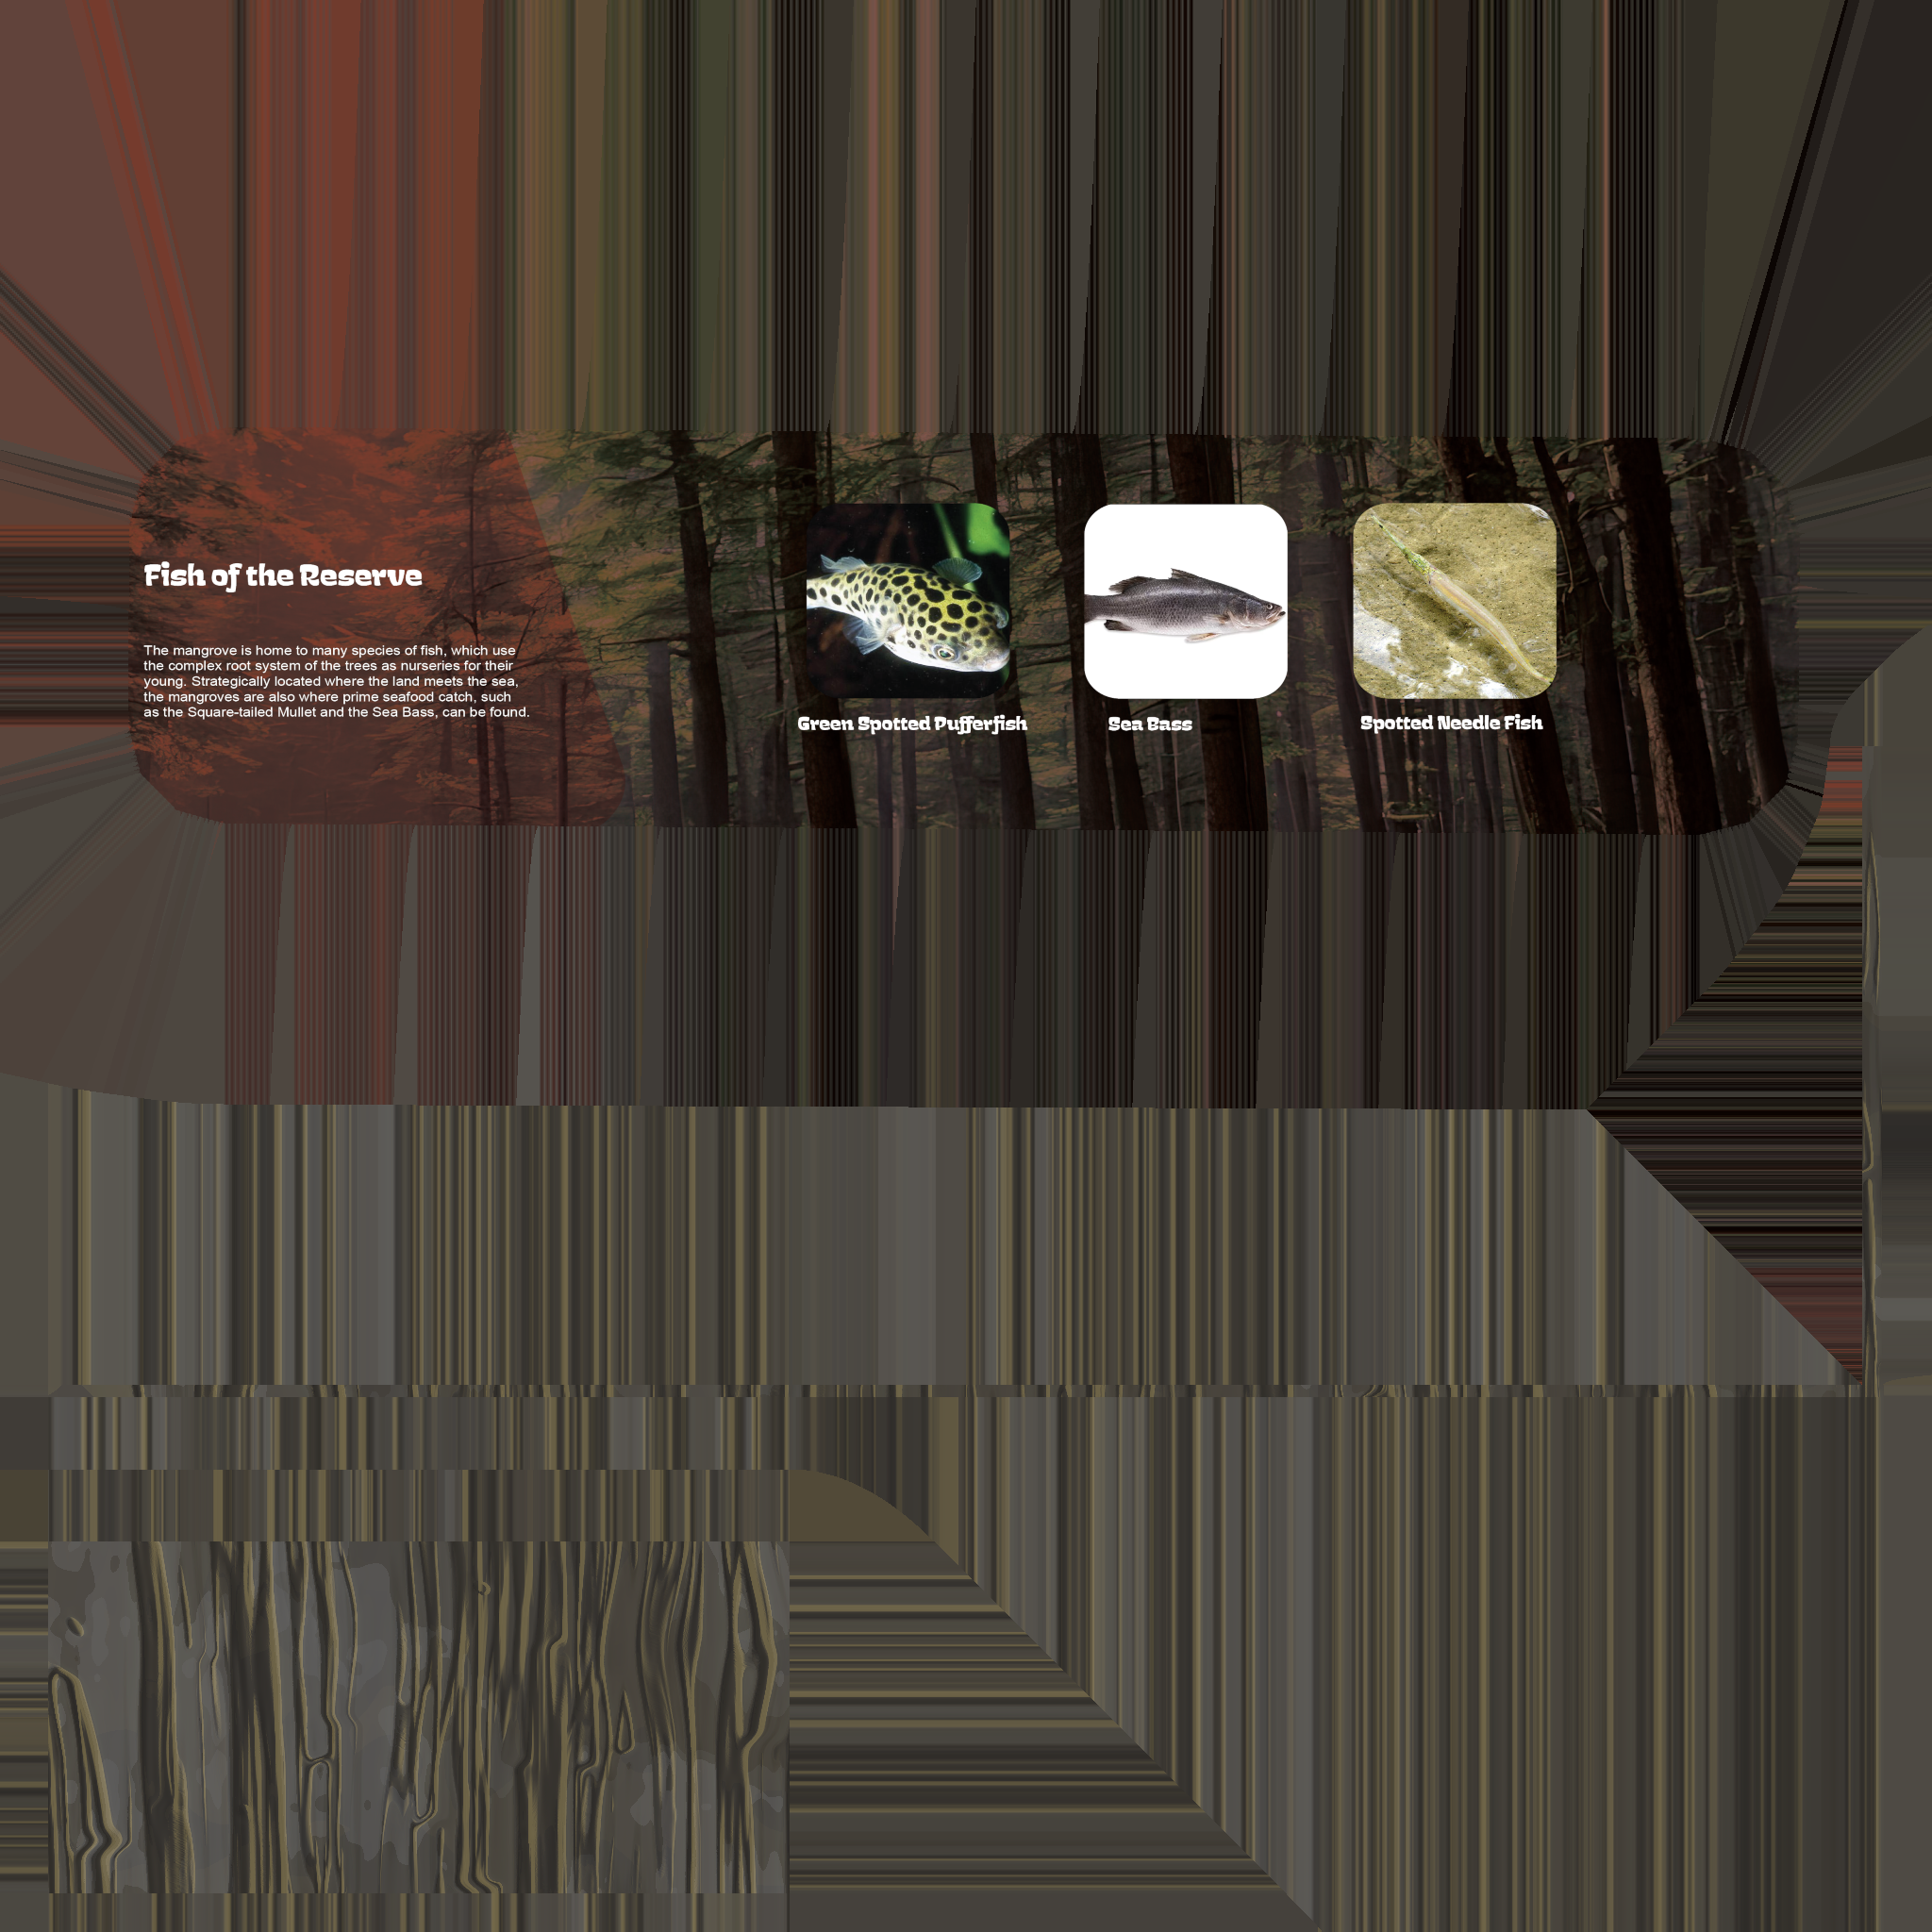 Fish of the Reserve
The mangrove is home to many species of fish, which use
the complex root system of the trees as nurseries for their
young. Strategically located where the land meets the sea,
the mangroves are also where prime seafood catch, such
as the Square-tailed Mullet and the Sea Bass, can be found.
Green Spotted Pufferfish
Sea Bass
Spotted Needle Fish